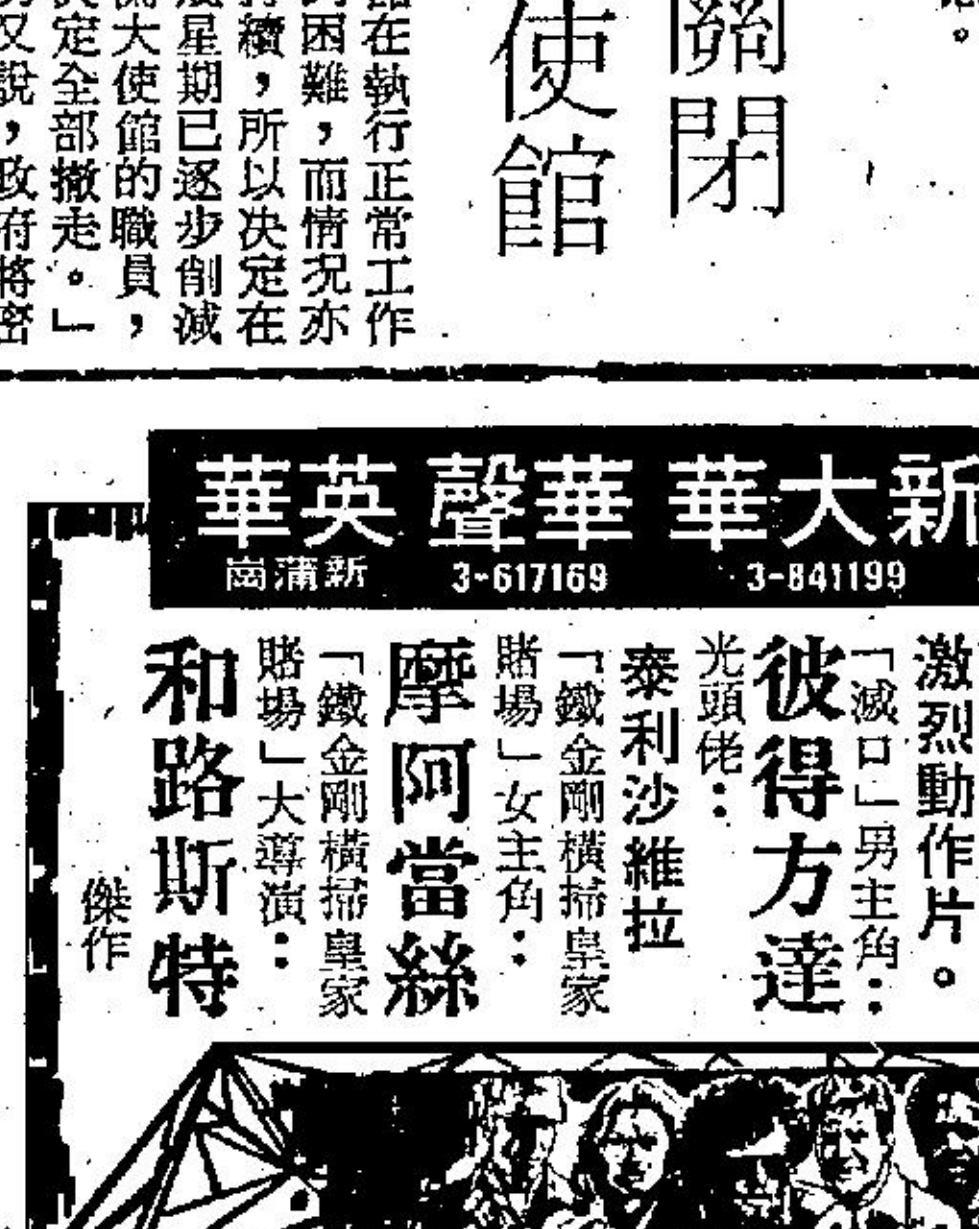 關閉
使館
館在執行正常工作
困難，而情況亦
續，所以決定在
星期已逐步削減
大使館的職員，
定全部撤走。」
又說，政府將密
新大華 華聲 英華
3-841199 3-617169 新蒲崗
激烈動作片。
「滅口」男主角：
彼得方達
光頭佬：
泰利沙維拉
「鐵金剛橫掃皇家
賭場」女主角：
摩阿當絲
「鐵金剛橫掃皇家
賭場」大導演：
和路斯特
傑作